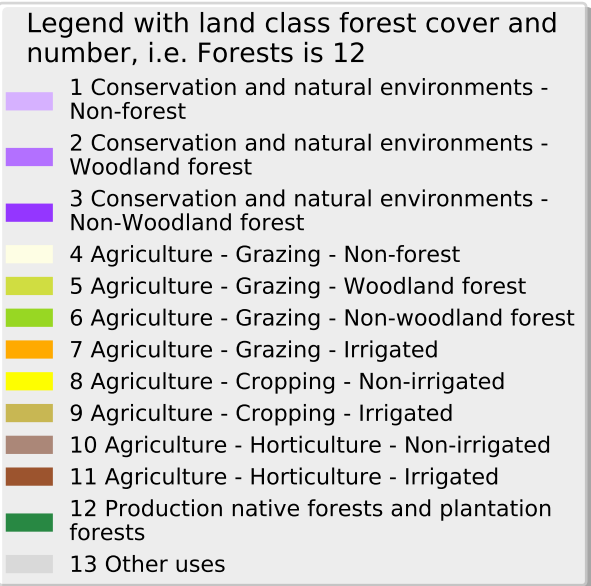 Legend with land class forest cover and
number, i.e. Forests is 12
1 Conservation and natural environments -
Non-forest
2 Conservation and natural environments -
Woodland forest
3 Conservation and natural environments -
Non-Woodland forest
4 Agriculture - Grazing - Non-forest
5 Agriculture - Grazing - Woodland forest
6 Agriculture - Grazing - Non-woodland forest
7 Agriculture - Grazing - Irrigated
8 Agriculture - Cropping - Non-irrigated
9 Agriculture - Cropping - Irrigated
10 Agriculture - Horticulture - Non-irrigated
11 Agriculture - Horticulture - Irrigated
12 Production native forests and plantation
forests
13 Other uses